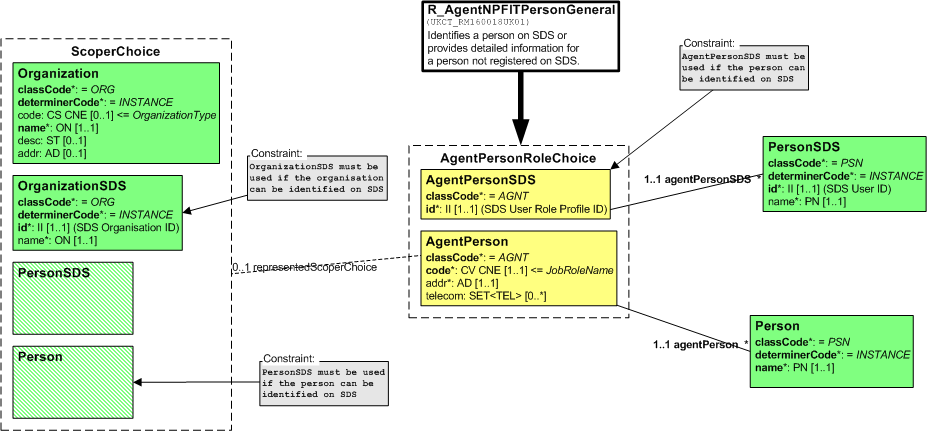 R_AgentNPFITPersonGeneral
(UKCT_RM160018UK01)
Identifies a person on SDS or
provides detailed information for
a person not registered on SDS.
ScoperChoice
Organization
classCode*: = ORG
determinerCode*: = INSTANCE
code: CS CNE [0..1] <= OrganizationType
name*: ON [1..1]
desc: ST [0..1]
addr: AD [0..1]
OrganizationSDS
classCode*: = ORG
determinerCode*: = INSTANCE
id*: II [1..1] (SDS Organisation ID)
name*: ON [1..1]
PersonSDS
Person
Constraint:
OrganizationSDS must be
used if the organisation
can be identified on SDS
Constraint:
PersonSDS must be used
if the person can be
identified on SDS
0..1 representedScoperChoice
AgentPersonRoleChoice
AgentPersonSDS
classCode*: = AGNT
id*: II [1..1] (SDS User Role Profile ID)
AgentPerson
classCode*: = AGNT
code*: CV CNE [1..1] <= JobRoleName
addr*: AD [1..1]
telecom: SET<TEL> [0..*]
Constraint:
AgentPersonSDS must be
used if the person can
be identified on SDS
1..1 agentPersonSDS *
PersonSDS
classCode*: = PSN
determinerCode*: = INSTANCE
id*: II [1..1] (SDS User ID)
name*: PN [1..1]
1..1 agentPerson *
Person
classCode*: = PSN
determinerCode*: = INSTANCE
name*: PN [1..1]